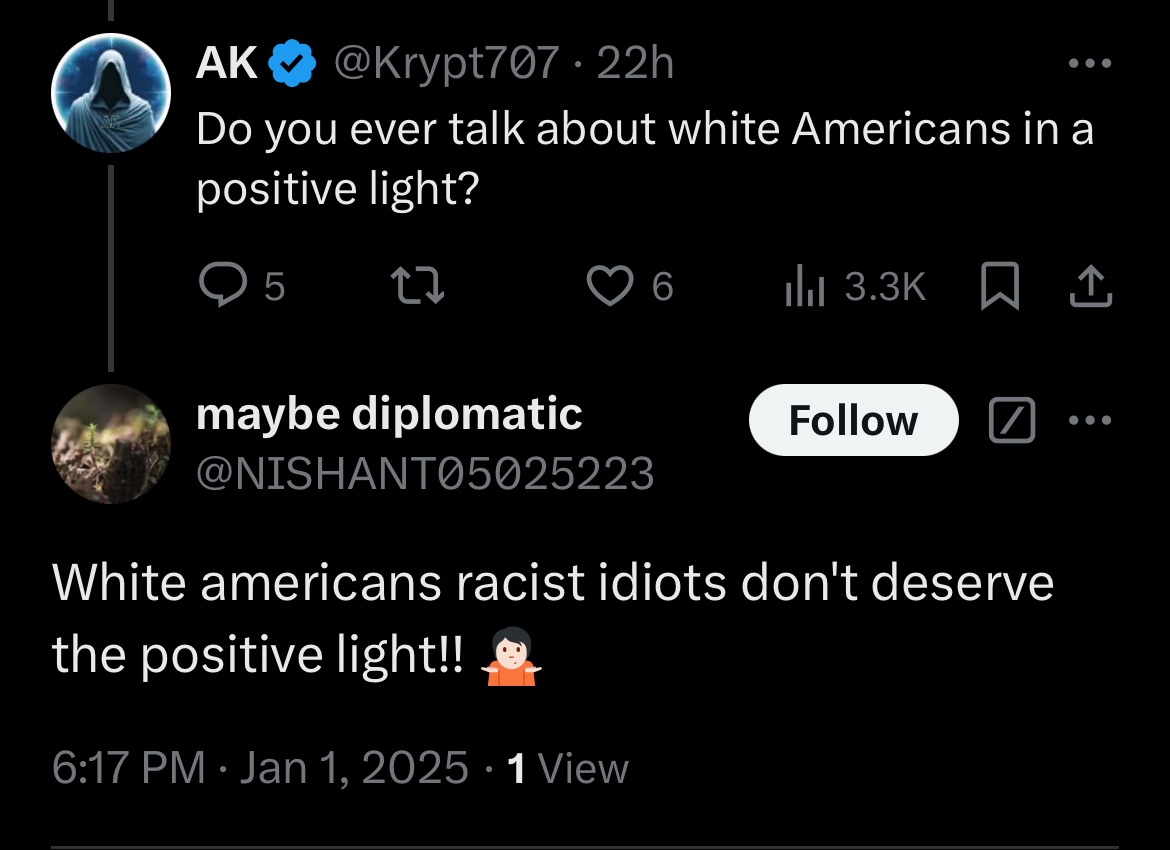 AK @Krypt707 · 22h
Do you ever talk about white Americans in a
positive light?
5 6 3.3K
maybe diplomatic
Follow
@NISHANT05025223
White americans racist idiots don't deserve
the positive light!! 🤷🏻
6:17 PM · Jan 1, 2025 · 1 View